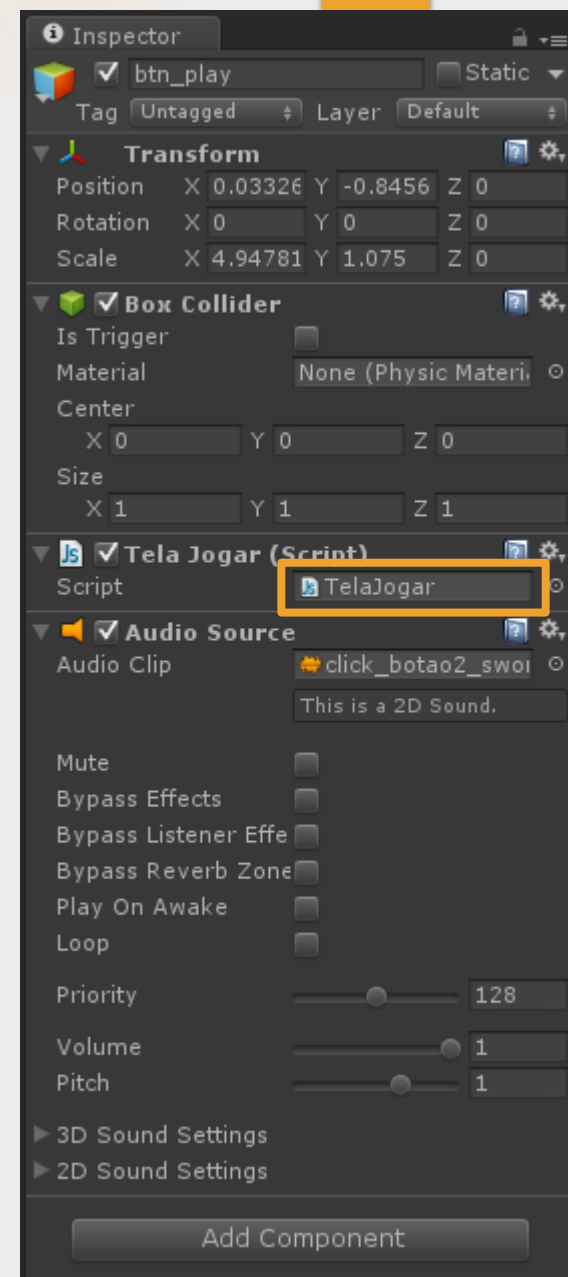 Inspector
btn_play Static
Tag Untagged Layer Default
Transform
Position X 0.03326 Y -0.8456 Z 0
Rotation X 0 Y 0 Z 0
Scale X 4.94781 Y 1.075 Z 0
Box Collider
Is Trigger
Material None (Physic Materi
Center
X 0 Y 0 Z 0
Size
X 1 Y 1 Z 1
Js Tela Jogar (Script)
Script TelaJogar
Audio Source
Audio Clip click_botao2_swor
This is a 2D Sound.
Mute
Bypass Effects
Bypass Listener Effe
Bypass Reverb Zone
Play On Awake
Loop
Priority 128
Volume 1
Pitch 1
3D Sound Settings
2D Sound Settings
Add Component